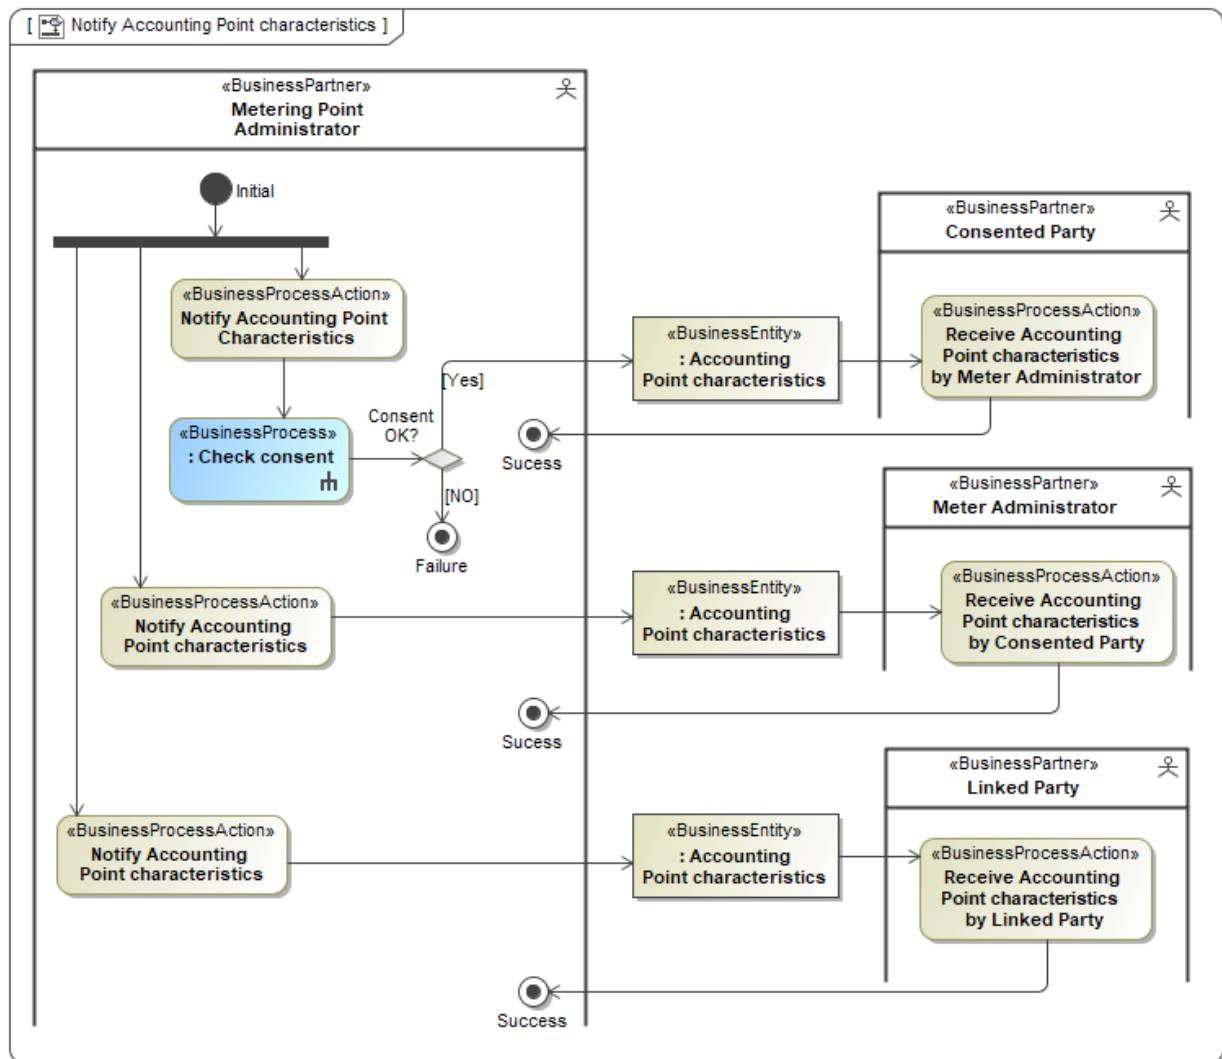 [ Notify Accounting Point characteristics ]
«BusinessPartner»
Metering Point
Administrator
Initial
«BusinessProcessAction»
Notify Accounting Point
Characteristics
«BusinessProcess»
: Check consent
Consent
OK?
[Yes]
[NO]
Failure
«BusinessEntity»
: Accounting
Point characteristics
«BusinessPartner»
Consented Party
«BusinessProcessAction»
Receive Accounting
Point characteristics
by Meter Administrator
Sucess
«BusinessProcessAction»
Notify Accounting
Point characteristics
«BusinessEntity»
: Accounting
Point characteristics
«BusinessPartner»
Meter Administrator
«BusinessProcessAction»
Receive Accounting
Point characteristics
by Consented Party
Sucess
«BusinessProcessAction»
Notify Accounting
Point characteristics
«BusinessEntity»
: Accounting
Point characteristics
«BusinessPartner»
Linked Party
«BusinessProcessAction»
Receive Accounting
Point characteristics
by Linked Party
Success